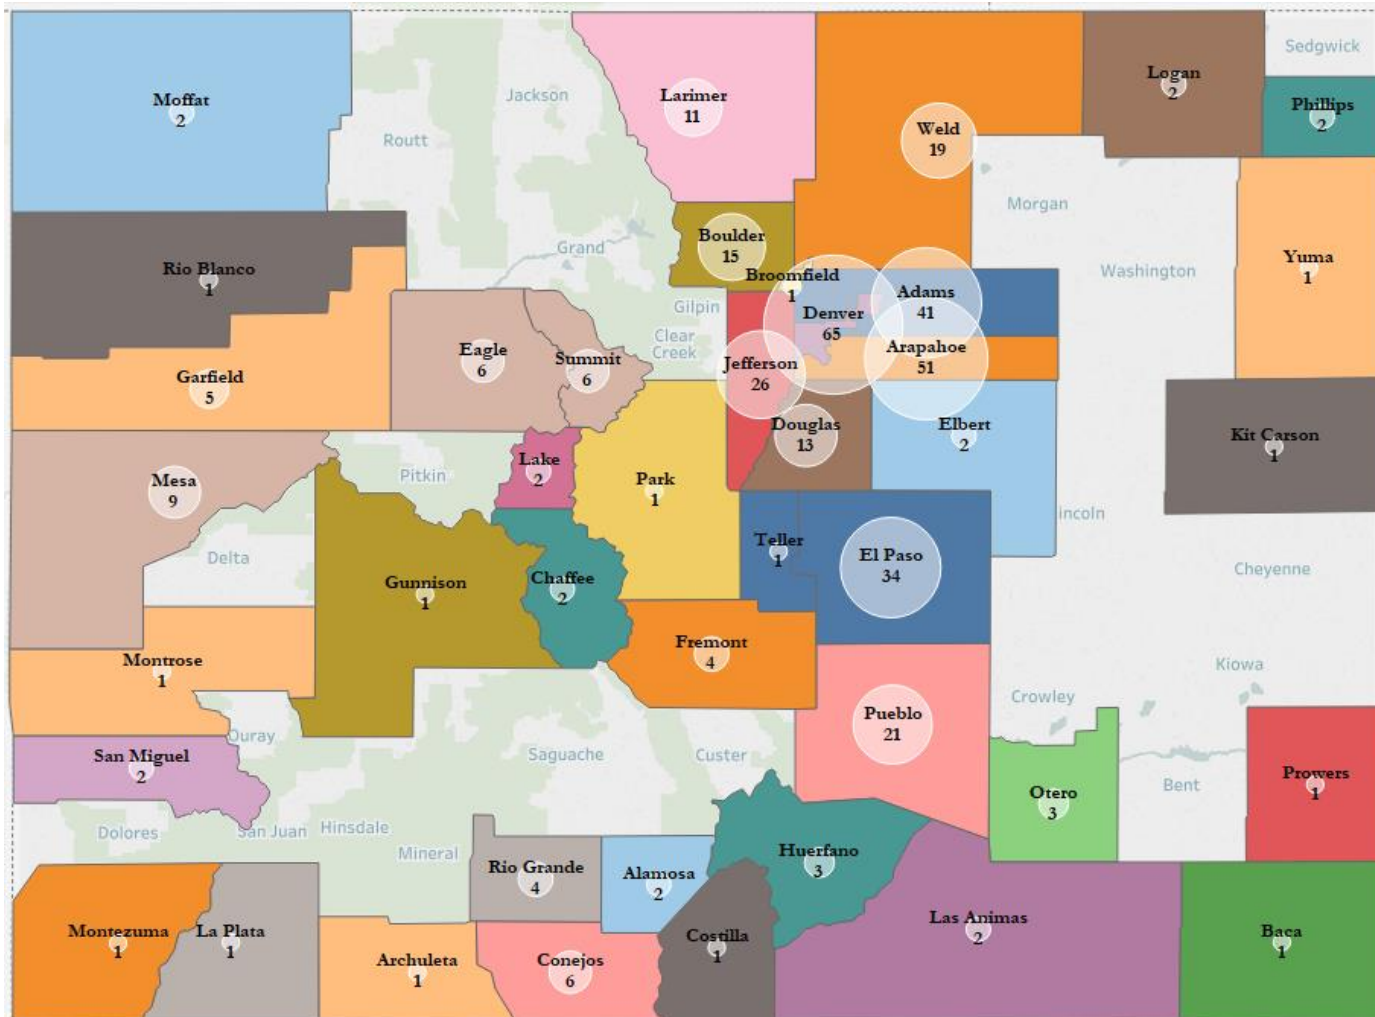 Sedgwick
Logan
2
Moffat
2
Jackson
Larimer
11
Phillips
2
Weld
19
Routt
Morgan
Boulder
15
Grand
Yuma
1
Washington
Rio Blanco
1
Broomfield
1
Adams
41
Gilpin
Denver
65
Clear
Creek
Arapahoe
51
Eagle
6
Summit
6
Jefferson
26
Garfield
5
Douglas
13
Elbert
2
Kit Carson
1
Lake
2
Pitkin
Mesa
9
Park
1
incoln
Teller
1
El Paso
34
Delta
Cheyenne
Gunnison
1
Chaffee
2
Fremont
4
Montrose
1
Kiowa
Crowley
Pueblo
21
Ouray
San Miguel
2
Saguache
Custer
Bent
Prowers
1
Otero
3
Dolores
San Juan
Hinsdale
Mineral
Huerfano
3
Rio Grande
4
Alamosa
2
Las Animas
2
Montezuma
1
La Plata
1
Costilla
1
Baca
1
Archuleta
1
Conejos
6